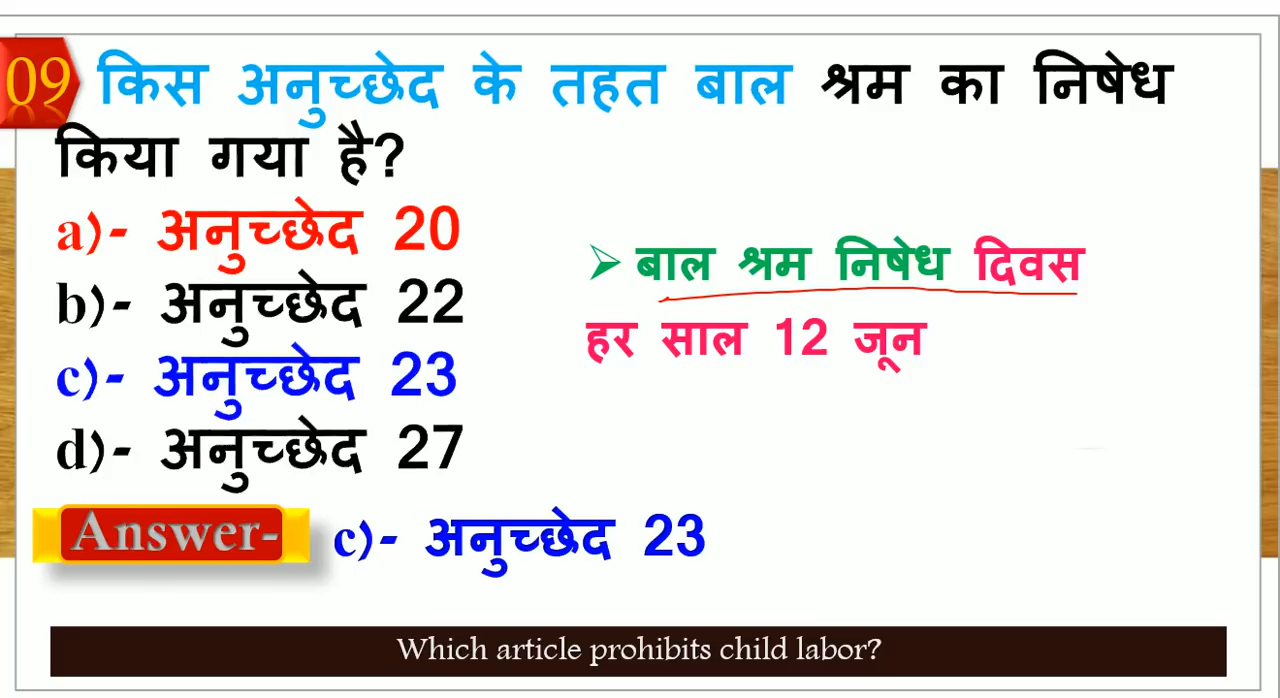 09 किस अनुच्छेद के तहत बाल श्रम का निषेध
किया गया है?
a)- अनुच्छेद 20
b)- अनुच्छेद 22
c)- अनुच्छेद 23
d)- अनुच्छेद 27
➢ बाल श्रम निषेध दिवस
हर साल 12 जून
Answer- c)- अनुच्छेद 23
Which article prohibits child labor?